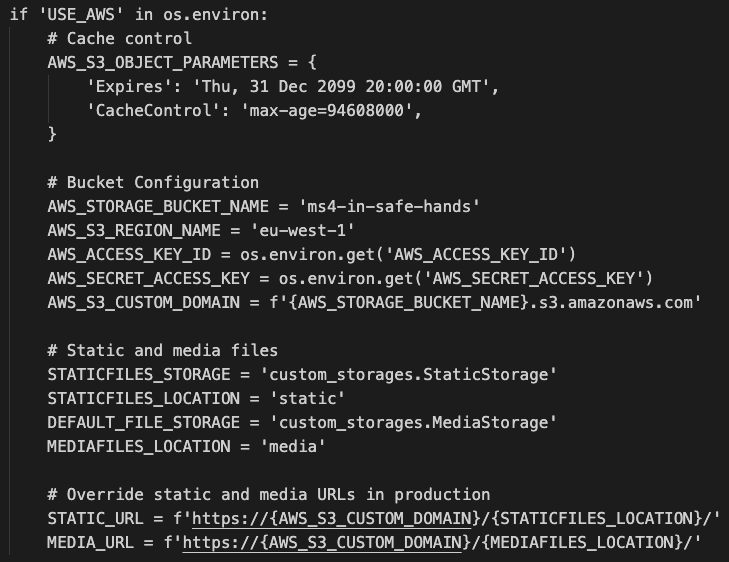 if 'USE_AWS' in os.environ:
    # Cache control
    AWS_S3_OBJECT_PARAMETERS = {
        'Expires': 'Thu, 31 Dec 2099 20:00:00 GMT',
        'CacheControl': 'max-age=94608000',
    }

    # Bucket Configuration
    AWS_STORAGE_BUCKET_NAME = 'ms4-in-safe-hands'
    AWS_S3_REGION_NAME = 'eu-west-1'
    AWS_ACCESS_KEY_ID = os.environ.get('AWS_ACCESS_KEY_ID')
    AWS_SECRET_ACCESS_KEY = os.environ.get('AWS_SECRET_ACCESS_KEY')
    AWS_S3_CUSTOM_DOMAIN = f'{AWS_STORAGE_BUCKET_NAME}.s3.amazonaws.com'

    # Static and media files
    STATICFILES_STORAGE = 'custom_storages.StaticStorage'
    STATICFILES_LOCATION = 'static'
    DEFAULT_FILE_STORAGE = 'custom_storages.MediaStorage'
    MEDIAFILES_LOCATION = 'media'

    # Override static and media URLs in production
    STATIC_URL = f'https://{AWS_S3_CUSTOM_DOMAIN}/{STATICFILES_LOCATION}/'
    MEDIA_URL = f'https://{AWS_S3_CUSTOM_DOMAIN}/{MEDIAFILES_LOCATION}/'